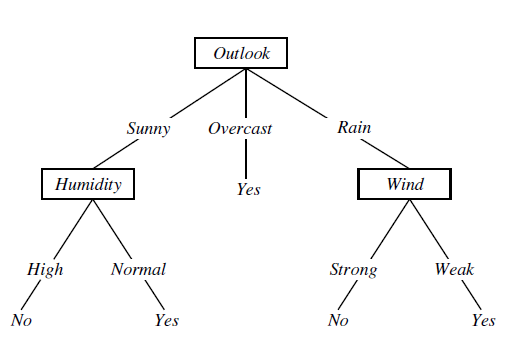 Outlook
Sunny Overcast Rain
Humidity Yes Wind
High Normal Strong Weak
No Yes No Yes